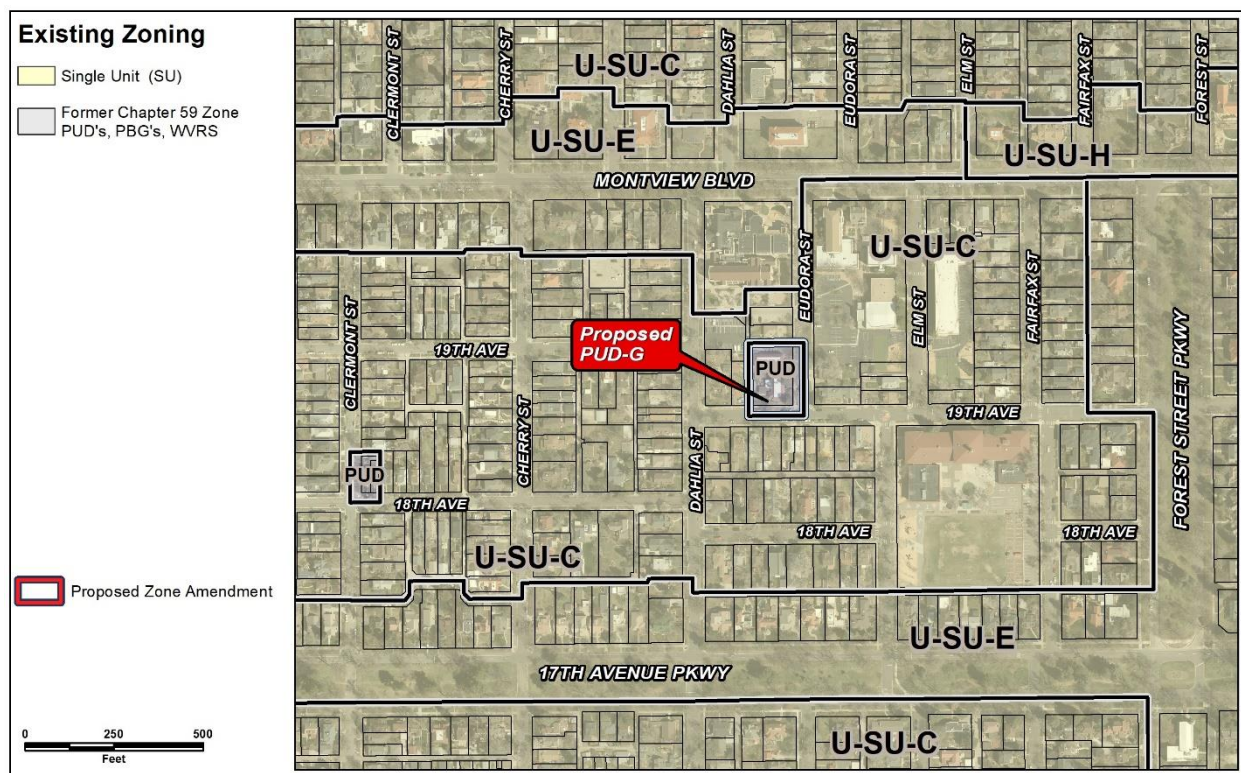 Existing Zoning
Single Unit (SU)
Former Chapter 59 Zone
PUD's, PBG's, WVRS
Proposed Zone Amendment
0 250 500
Feet
CLERMONT ST
CHERRY ST
U-SU-C
DAHLIA ST
EUDORA ST
ELM ST
FAIRFAX ST
FOREST ST
U-SU-E
U-SU-H
MONTVIEW BLVD
EUDORA ST
U-SU-C
CLERMONT ST
19TH AVE
Proposed
PUD-G
PUD
ELM ST
FAIRFAX ST
FOREST STREET PKWY
CHERRY ST
DAHLIA ST
19TH AVE
PUD
18TH AVE
18TH AVE
18TH AVE
U-SU-C
U-SU-E
17TH AVENUE PKWY
U-SU-C